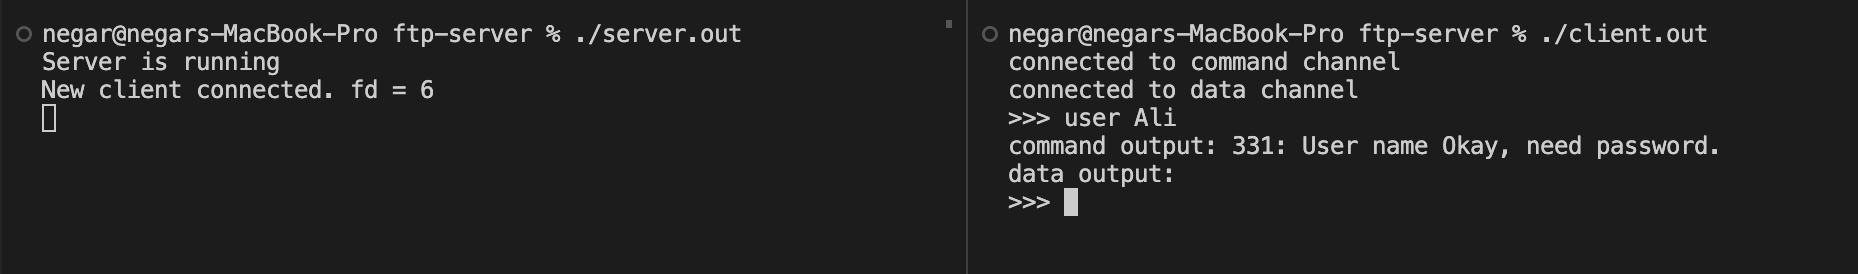 negar@negars-MacBook-Pro ftp-server % ./server.out
Server is running
New client connected. fd = 6
negar@negars-MacBook-Pro ftp-server % ./client.out
connected to command channel
connected to data channel
>>> user Ali
command output: 331: User name Okay, need password.
data output:
>>>